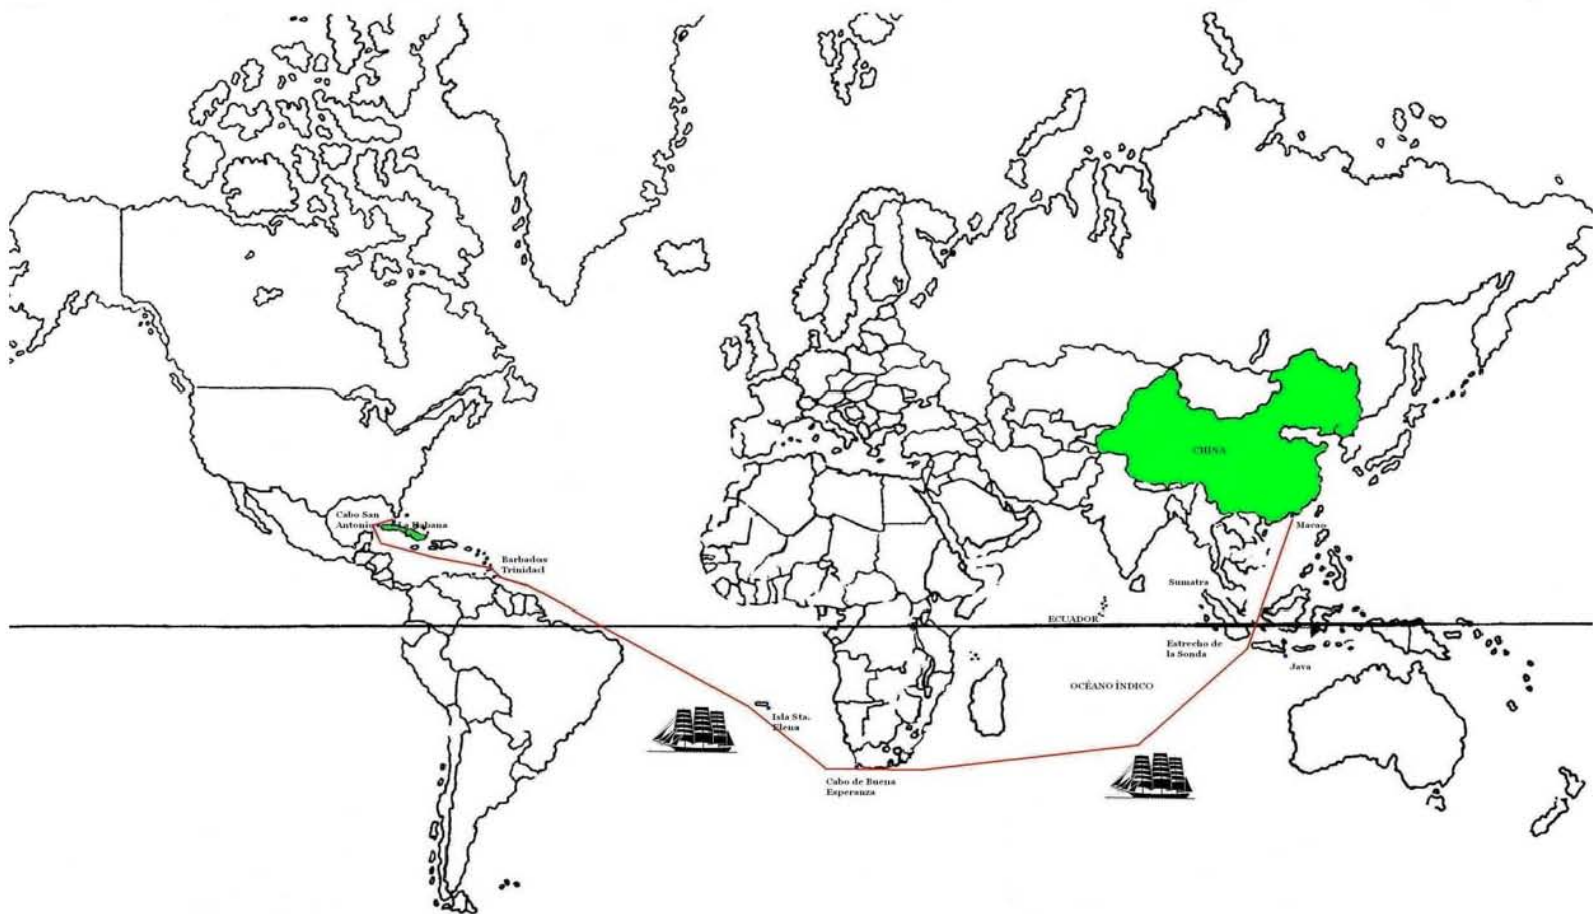 CHINA
Cabo San
Antonio
La Habana
Macao
Barbados
Trinidad
Sumatra
ECUADOR
Estrecho de
la Sonda
Java
OCÉANO ÍNDICO
Isla Sta.
Elena
Cabo de Buena
Esperanza